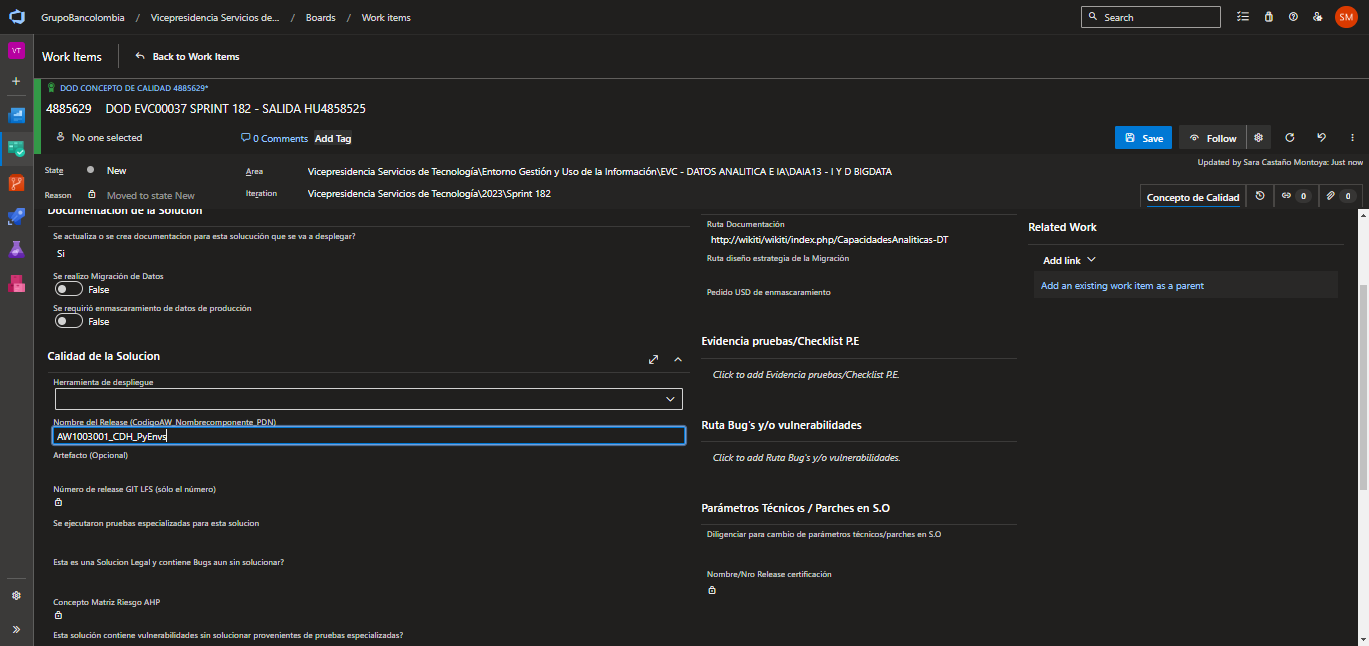 GrupoBancolombia / Vicepresidencia Servicios de... / Boards / Work items
Search
SM
VT
Work Items
Back to Work Items
DOD CONCEPTO DE CALIDAD 4885629*
4885629 DOD EVC00037 SPRINT 182 - SALIDA HU4858525
No one selected
0 Comments
Add Tag
Save
Follow
Updated by Sara Castaño Montoya: Just now
State
New
Area
Vicepresidencia Servicios de Tecnología\Entorno Gestión y Uso de la Información\EVC - DATOS ANALITICA E IA\DAIA13 - I Y D BIGDATA
Reason
Moved to state New
Iteration
Vicepresidencia Servicios de Tecnología\2023\Sprint 182
Concepto de Calidad
0
0
Documentación de la Solucion
Se actualiza o se crea documentacion para esta solucución que se va a desplegar?
Si
Se realizo Migración de Datos
False
Se requirió enmascaramiento de datos de producción
False
Calidad de la Solucion
Herramienta de despliegue
Nombre del Release (CodigoAW_Nombrecomponente_PDN)
AW1003001_CDH_PyEnvs
Artefacto (Opcional)
Número de release GIT LFS (sólo el número)
Se ejecutaron pruebas especializadas para esta solucion
Esta es una Solucion Legal y contiene Bugs aun sin solucionar?
Concepto Matriz Riesgo AHP
Esta solución contiene vulnerabilidades sin solucionar provenientes de pruebas especializadas?
Ruta Documentación
http://wikiti/wikiti/index.php/CapacidadesAnaliticas-DT
Ruta diseño estrategia de la Migración
Pedido USD de enmascaramiento
Evidencia pruebas/Checklist P.E
Click to add Evidencia pruebas/Checklist P.E.
Ruta Bug's y/o vulnerabilidades
Click to add Ruta Bug's y/o vulnerabilidades.
Parámetros Técnicos / Parches en S.O
Diligenciar para cambio de parámetros técnicos/parches en S.O
Nombre/Nro Release certificación
Related Work
Add link
Add an existing work item as a parent